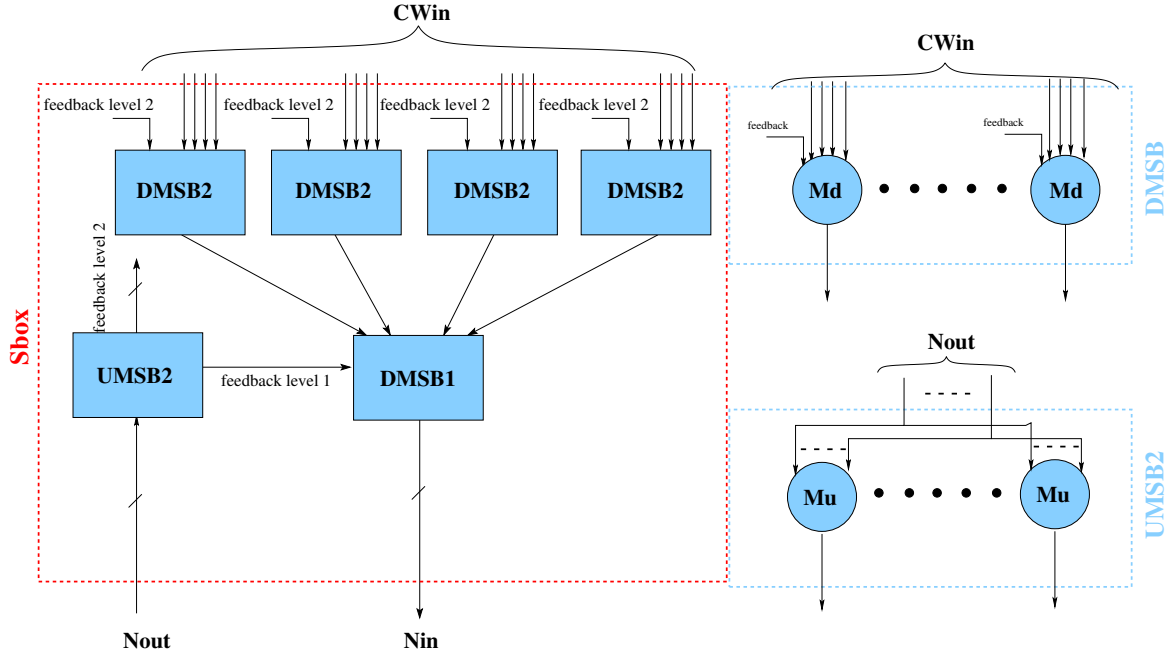 CWin
feedback level 2
feedback level 2
feedback level 2
feedback level 2
DMSB2
DMSB2
DMSB2
DMSB2
feedback level 2
Sbox
UMSB2
feedback level 1
DMSB1
Nout
Nin
CWin
feedback
feedback
Md
Md
DMSB
Nout
Mu
Mu
UMSB2